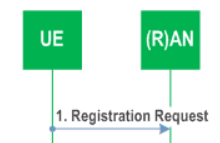 UE
(R)AN
1. Registration Request